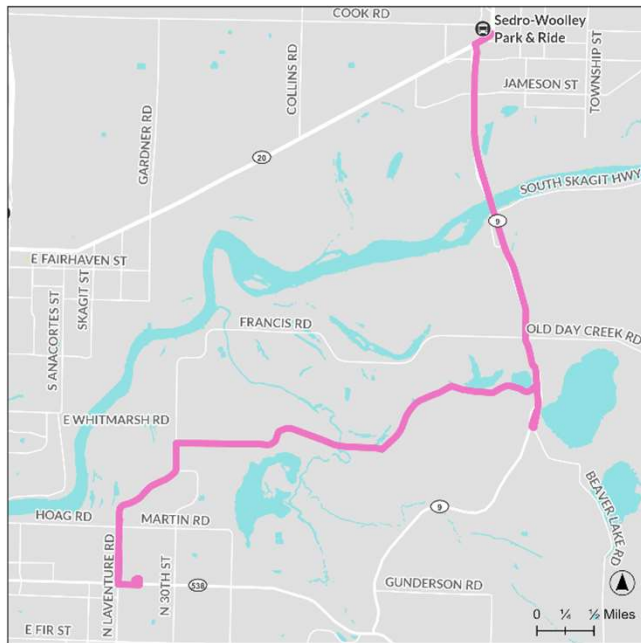 COOK RD
Sedro-Woolley
Park & Ride
TOWNSHIP ST
JAMESON ST
COLLINS RD
GARDNER RD
20
SOUTH SKAGIT HWY
9
E FAIRHAVEN ST
SKAGIT ST
S ANACORTES ST
FRANCIS RD
OLD DAY CREEK RD
E WHITMARSH RD
BEAVER LAKE RD
9
HOAG RD
MARTIN RD
N LAVENTURE RD
N 30TH ST
538
GUNDERSON RD
E FIR ST
0 ¼ ½ Miles